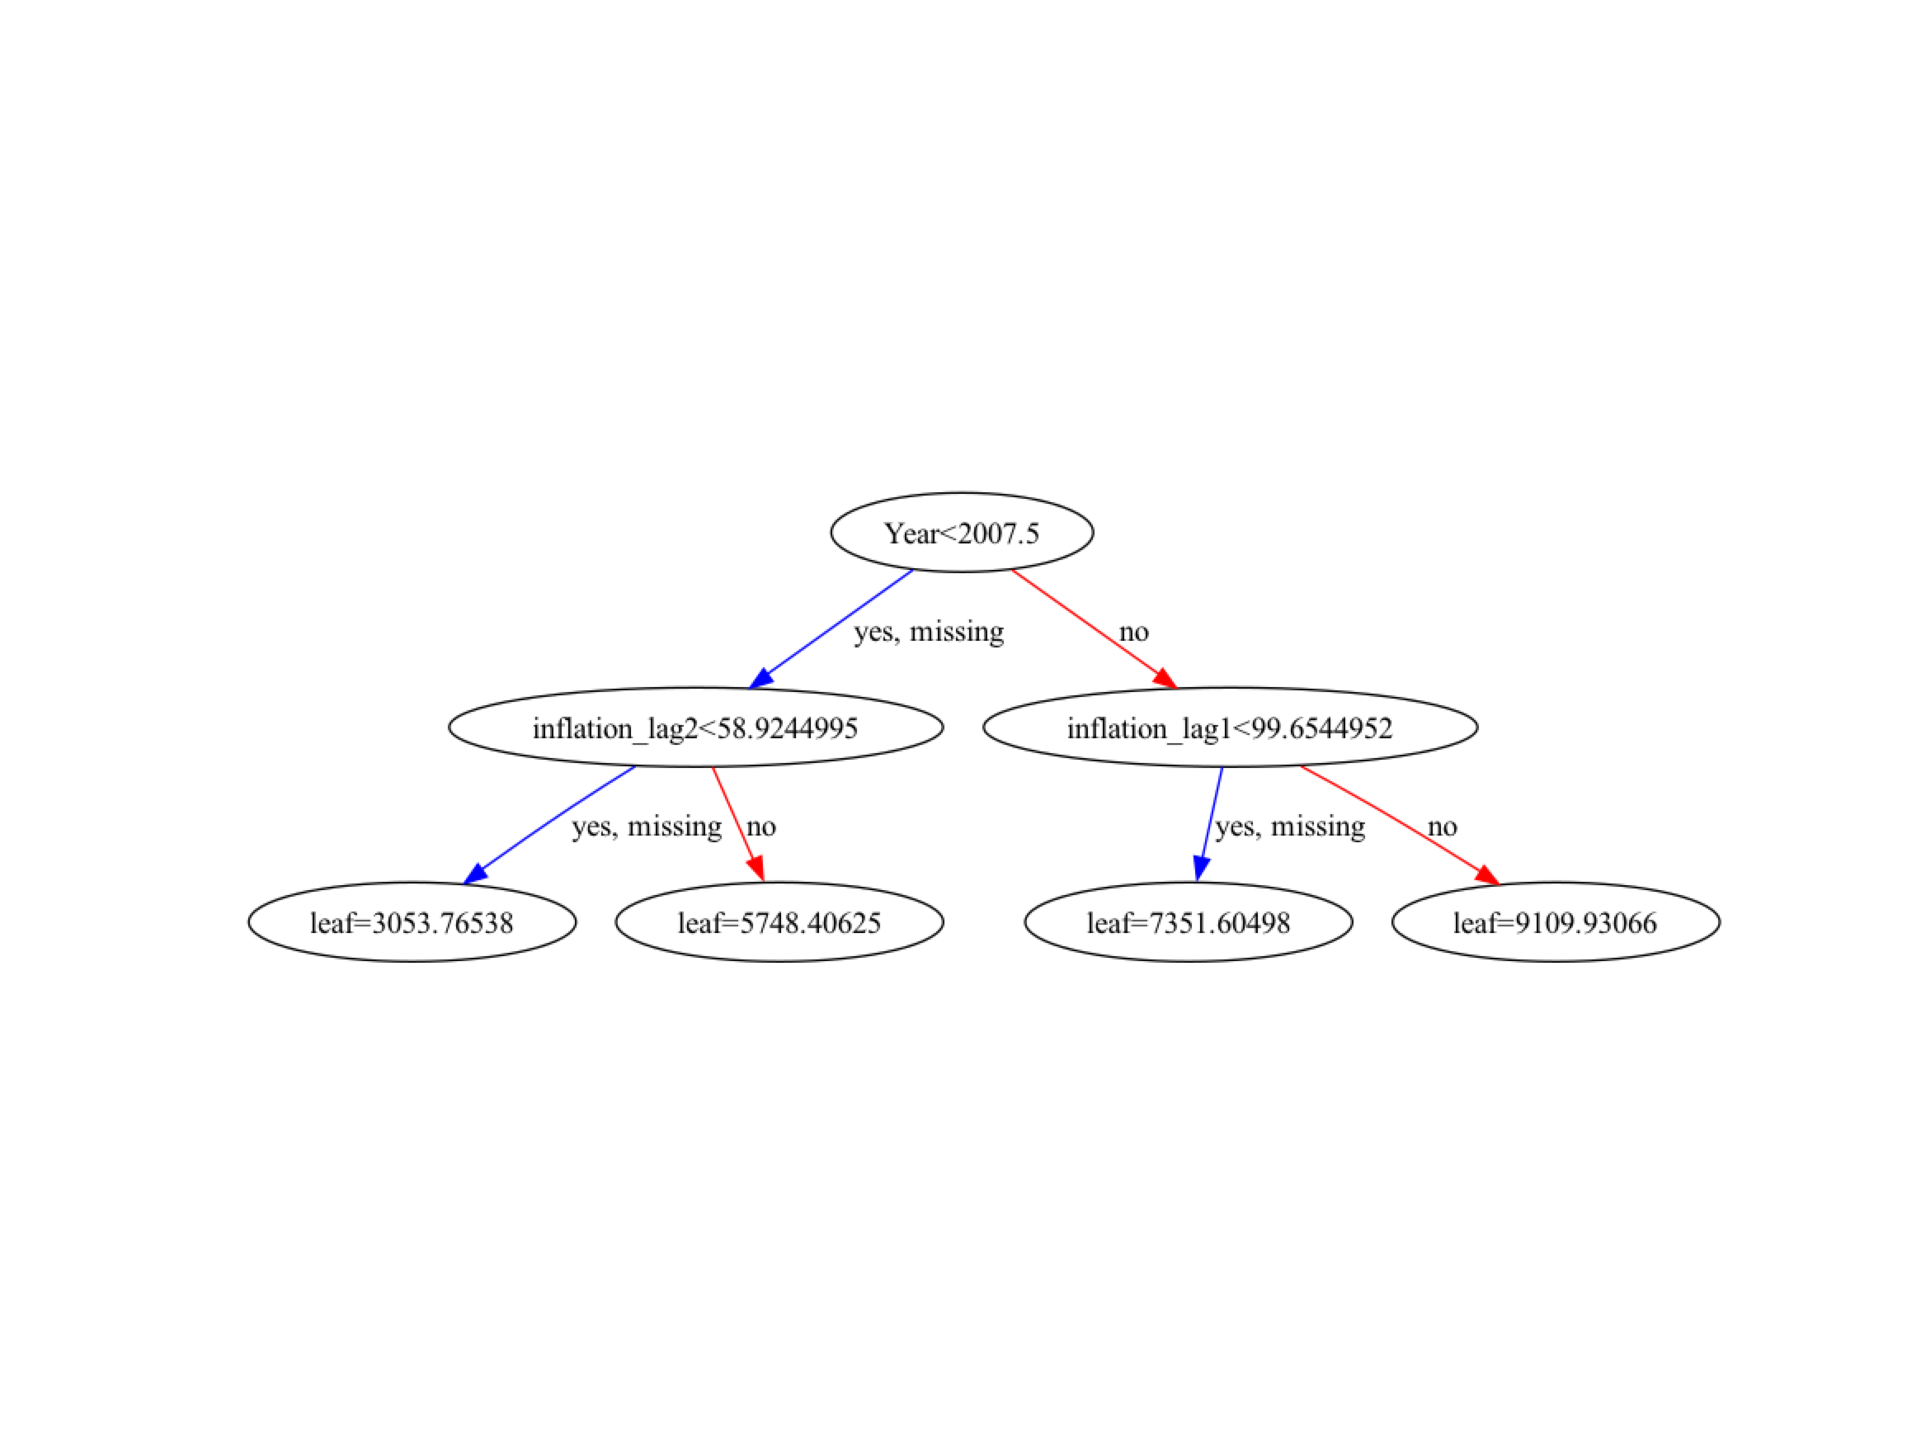 Year<2007.5
yes, missing
no
inflation_lag2<58.9244995
inflation_lag1<99.6544952
yes, missing
no
yes, missing
no
leaf=3053.76538
leaf=5748.40625
leaf=7351.60498
leaf=9109.93066